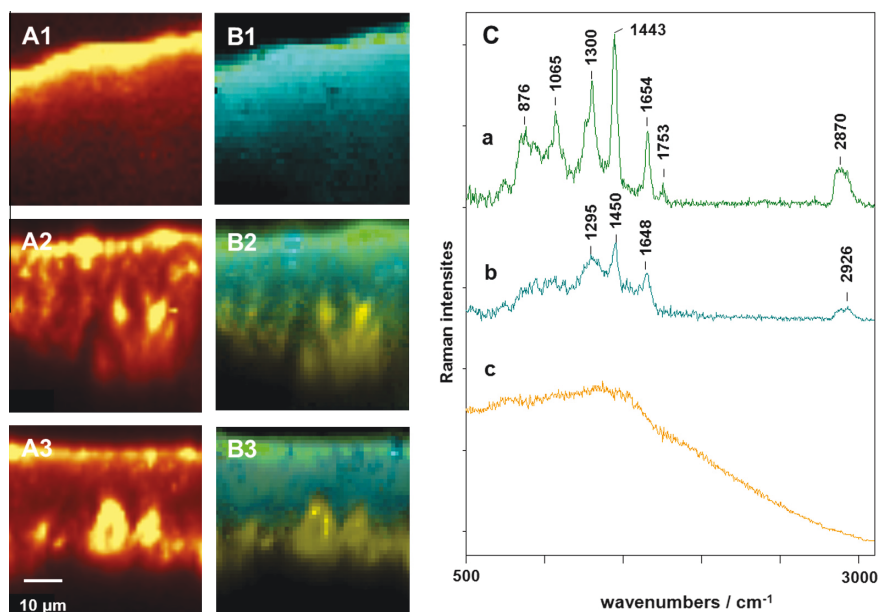 A1
B1
A2
B2
A3
B3
10 µm
C
a
876
1065
1300
1443
1654
1753
2870
b
1295
1450
1648
2926
c
Raman intensites
500
3000
wavenumbers / cm⁻¹